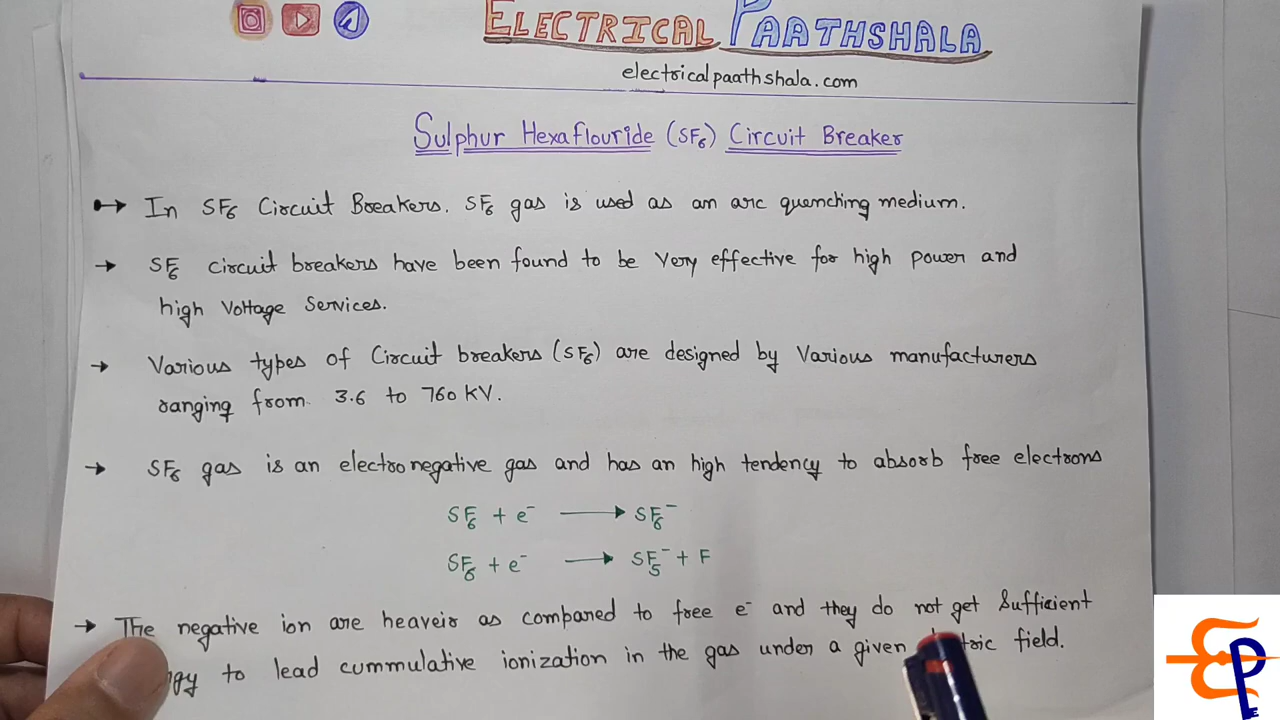 ELECTRICAL PAATHSHALA
electricalpaathshala.com
Sulphur Hexaflouride (SF₆) Circuit Breaker
In SF₆ Circuit Breakers. SF₆ gas is used as an arc quenching medium.
SF₆ circuit breakers have been found to be very effective for high power and
high voltage services.
Various types of Circuit breakers (SF₆) are designed by various manufacturers
ranging from 3.6 to 760 KV.
SF₆ gas is an electronegative gas and has an high tendency to absorb free electrons
SF₆ + e⁻ → SF₆⁻
SF₆ + e⁻ → SF₅⁻ + F
The negative ion are heaveir as compared to free e⁻ and they do not get sufficient
to lead cummulative ionization in the gas under a given field.
EP